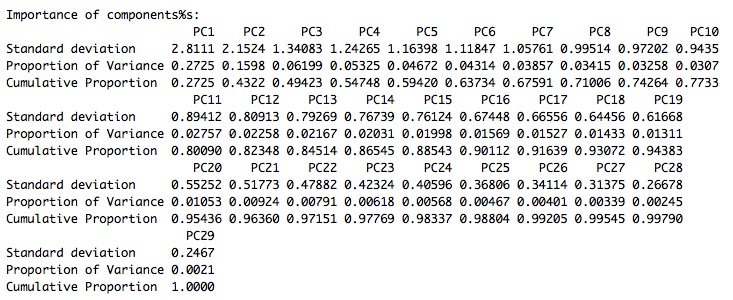 Importance of components%s:
PC1 PC2 PC3 PC4 PC5 PC6 PC7 PC8 PC9 PC10
Standard deviation 2.8111 2.1524 1.34083 1.24265 1.16398 1.11847 1.05761 0.99514 0.97202 0.9435
Proportion of Variance 0.2725 0.1598 0.06199 0.05325 0.04672 0.04314 0.03857 0.03415 0.03258 0.0307
Cumulative Proportion 0.2725 0.4322 0.49423 0.54748 0.59420 0.63734 0.67591 0.71006 0.74264 0.7733
PC11 PC12 PC13 PC14 PC15 PC16 PC17 PC18 PC19
Standard deviation 0.89412 0.80913 0.79269 0.76739 0.76124 0.67448 0.66556 0.64456 0.61668
Proportion of Variance 0.02757 0.02258 0.02167 0.02031 0.01998 0.01569 0.01527 0.01433 0.01311
Cumulative Proportion 0.80090 0.82348 0.84514 0.86545 0.88543 0.90112 0.91639 0.93072 0.94383
PC20 PC21 PC22 PC23 PC24 PC25 PC26 PC27 PC28
Standard deviation 0.55252 0.51773 0.47882 0.42324 0.40596 0.36806 0.34114 0.31375 0.26678
Proportion of Variance 0.01053 0.00924 0.00791 0.00618 0.00568 0.00467 0.00401 0.00339 0.00245
Cumulative Proportion 0.95436 0.96360 0.97151 0.97769 0.98337 0.98804 0.99205 0.99545 0.99790
PC29
Standard deviation 0.2467
Proportion of Variance 0.0021
Cumulative Proportion 1.0000